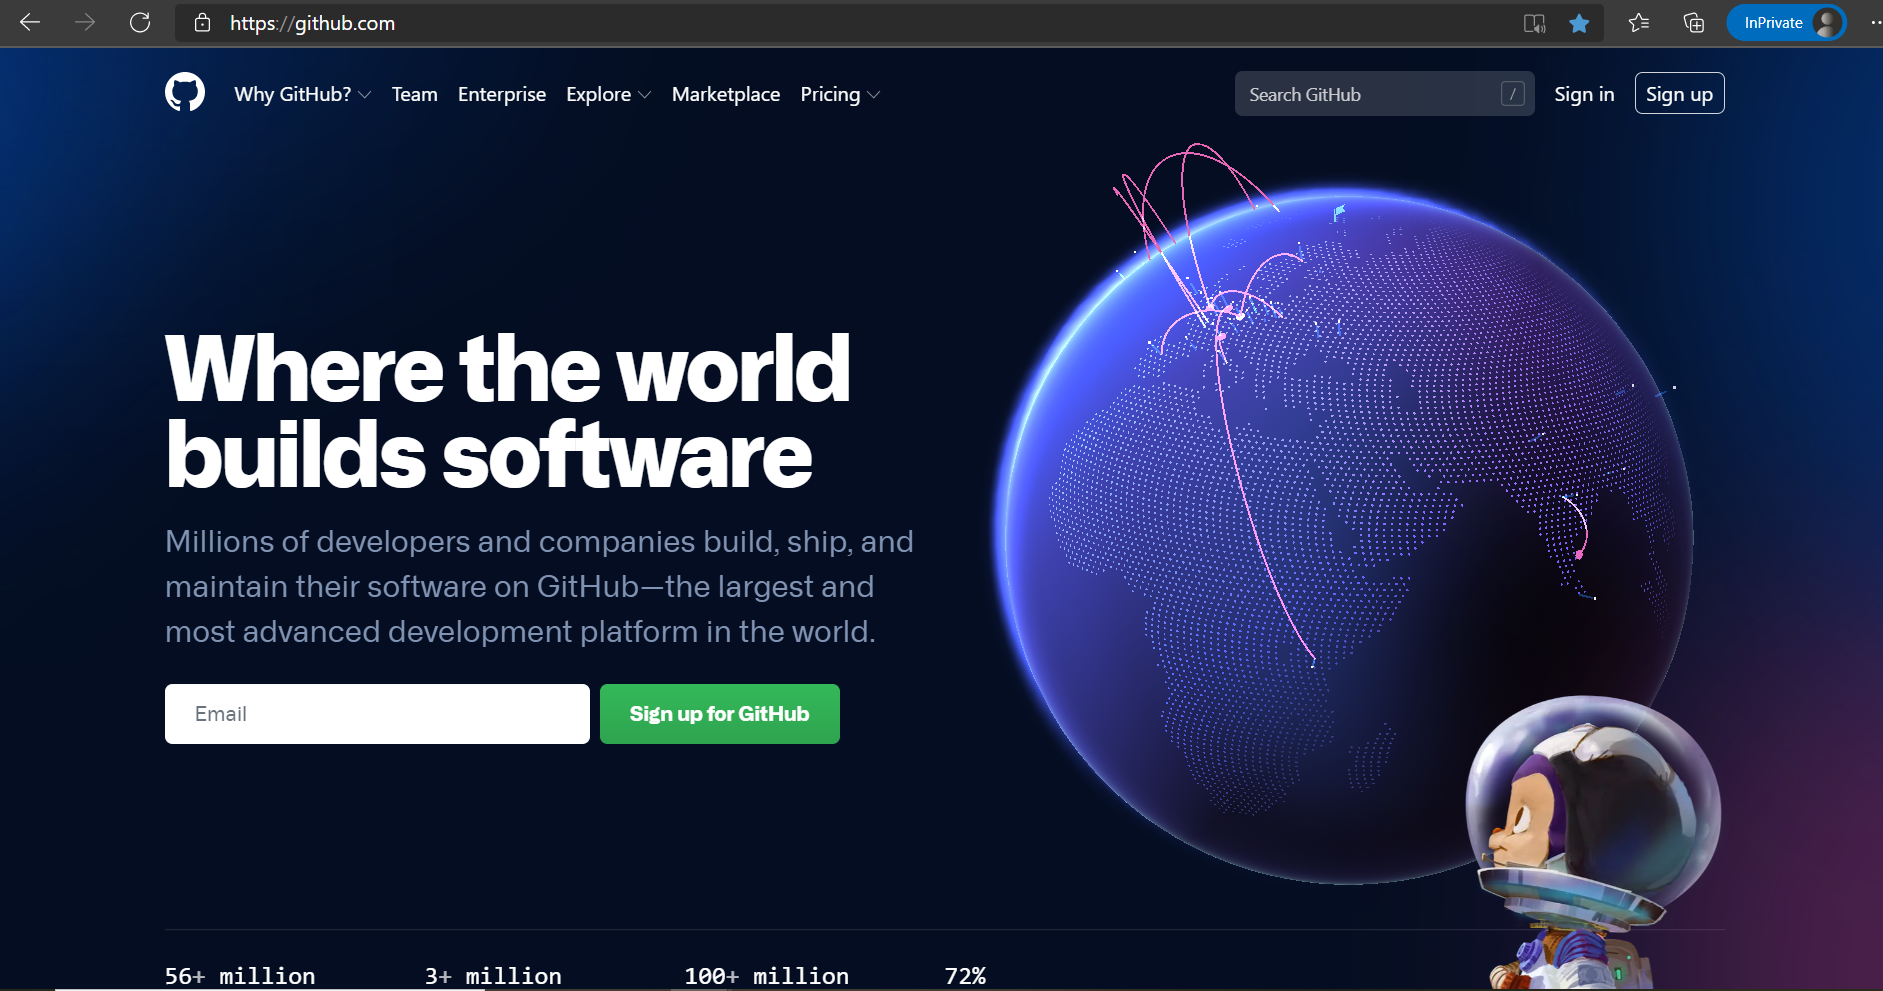 https://github.com
InPrivate
Why GitHub?
Team
Enterprise
Explore
Marketplace
Pricing
Search GitHub
/
Sign in
Sign up
Where the world
builds software
Millions of developers and companies build, ship, and
maintain their software on GitHub—the largest and
most advanced development platform in the world.
Email
Sign up for GitHub
56+ million
3+ million
100+ million
72%